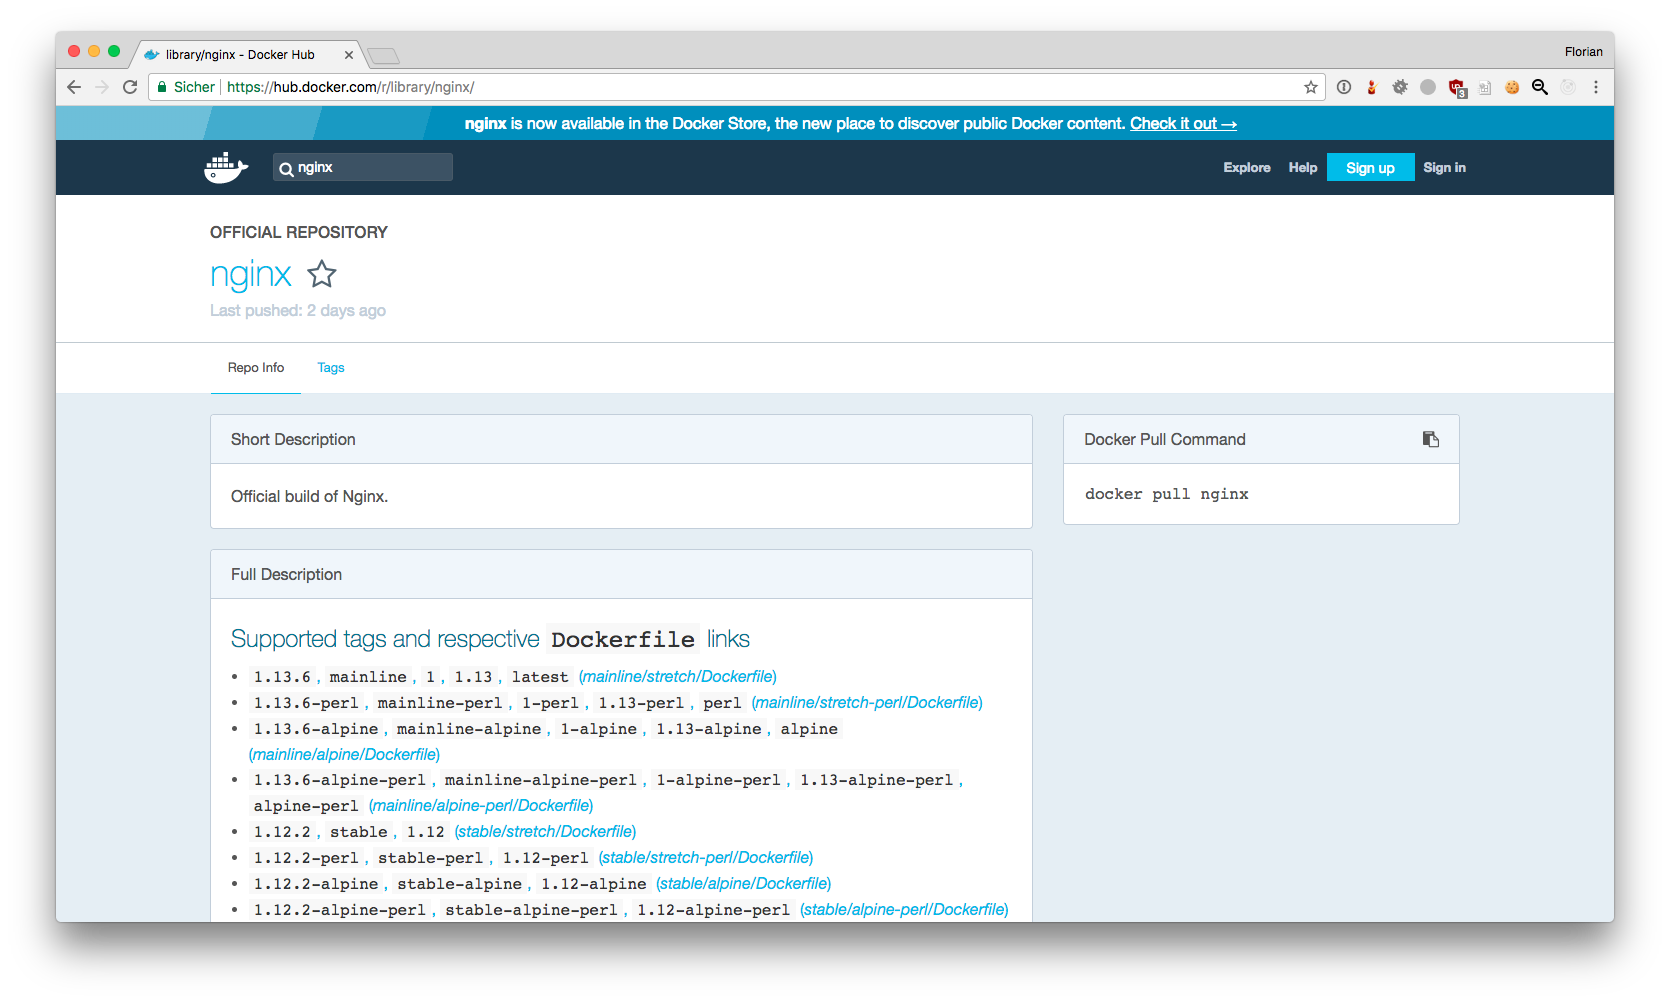 library/nginx - Docker Hub
Florian
Sicher https://hub.docker.com/r/library/nginx/
3
nginx is now available in the Docker Store, the new place to discover public Docker content. Check it out →
nginx
Explore Help Sign up Sign in
OFFICIAL REPOSITORY
nginx
Last pushed: 2 days ago
Repo Info Tags
Short Description
Official build of Nginx.
Docker Pull Command
docker pull nginx
Full Description
Supported tags and respective Dockerfile links
• 1.13.6, mainline, 1, 1.13, latest (mainline/stretch/Dockerfile)
• 1.13.6-perl, mainline-perl, 1-perl, 1.13-perl, perl (mainline/stretch-perl/Dockerfile)
• 1.13.6-alpine, mainline-alpine, 1-alpine, 1.13-alpine, alpine
(mainline/alpine/Dockerfile)
• 1.13.6-alpine-perl, mainline-alpine-perl, 1-alpine-perl, 1.13-alpine-perl,
alpine-perl (mainline/alpine-perl/Dockerfile)
• 1.12.2, stable, 1.12 (stable/stretch/Dockerfile)
• 1.12.2-perl, stable-perl, 1.12-perl (stable/stretch-perl/Dockerfile)
• 1.12.2-alpine, stable-alpine, 1.12-alpine (stable/alpine/Dockerfile)
• 1.12.2-alpine-perl, stable-alpine-perl, 1.12-alpine-perl (stable/alpine-perl/Dockerfile)